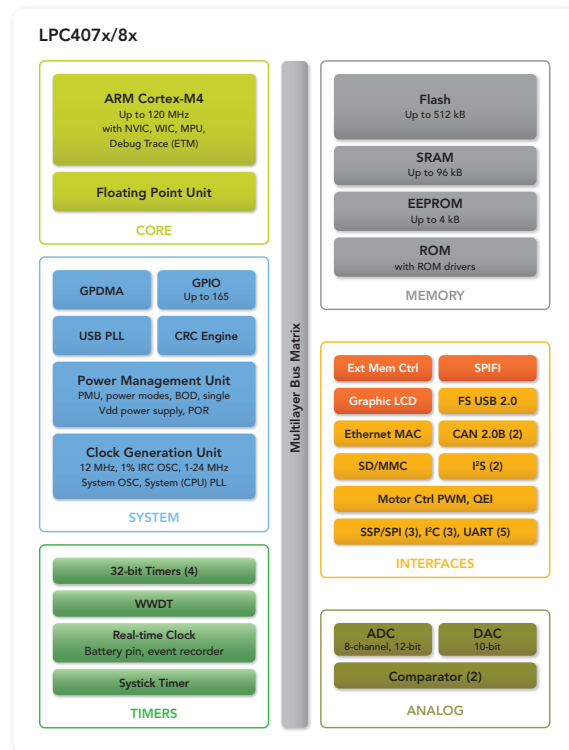 LPC407x/8x
ARM Cortex-M4
Up to 120 MHz
with NVIC, WIC, MPU,
Debug Trace (ETM)
Floating Point Unit
CORE
GPDMA
GPIO
Up to 165
USB PLL
CRC Engine
Power Management Unit
PMU, power modes, BOD, single
Vdd power supply, POR
Clock Generation Unit
12 MHz, 1% IRC OSC, 1-24 MHz
System OSC, System (CPU) PLL
SYSTEM
32-bit Timers (4)
WWDT
Real-time Clock
Battery pin, event recorder
Systick Timer
TIMERS
Multilayer Bus Matrix
Flash
Up to 512 kB
SRAM
Up to 96 kB
EEPROM
Up to 4 kB
ROM
with ROM drivers
MEMORY
Ext Mem Ctrl
SPIFI
Graphic LCD
FS USB 2.0
Ethernet MAC
CAN 2.0B (2)
SD/MMC
I²S (2)
Motor Ctrl PWM, QEI
SSP/SPI (3), I²C (3), UART (5)
INTERFACES
ADC
8-channel, 12-bit
DAC
10-bit
Comparator (2)
ANALOG